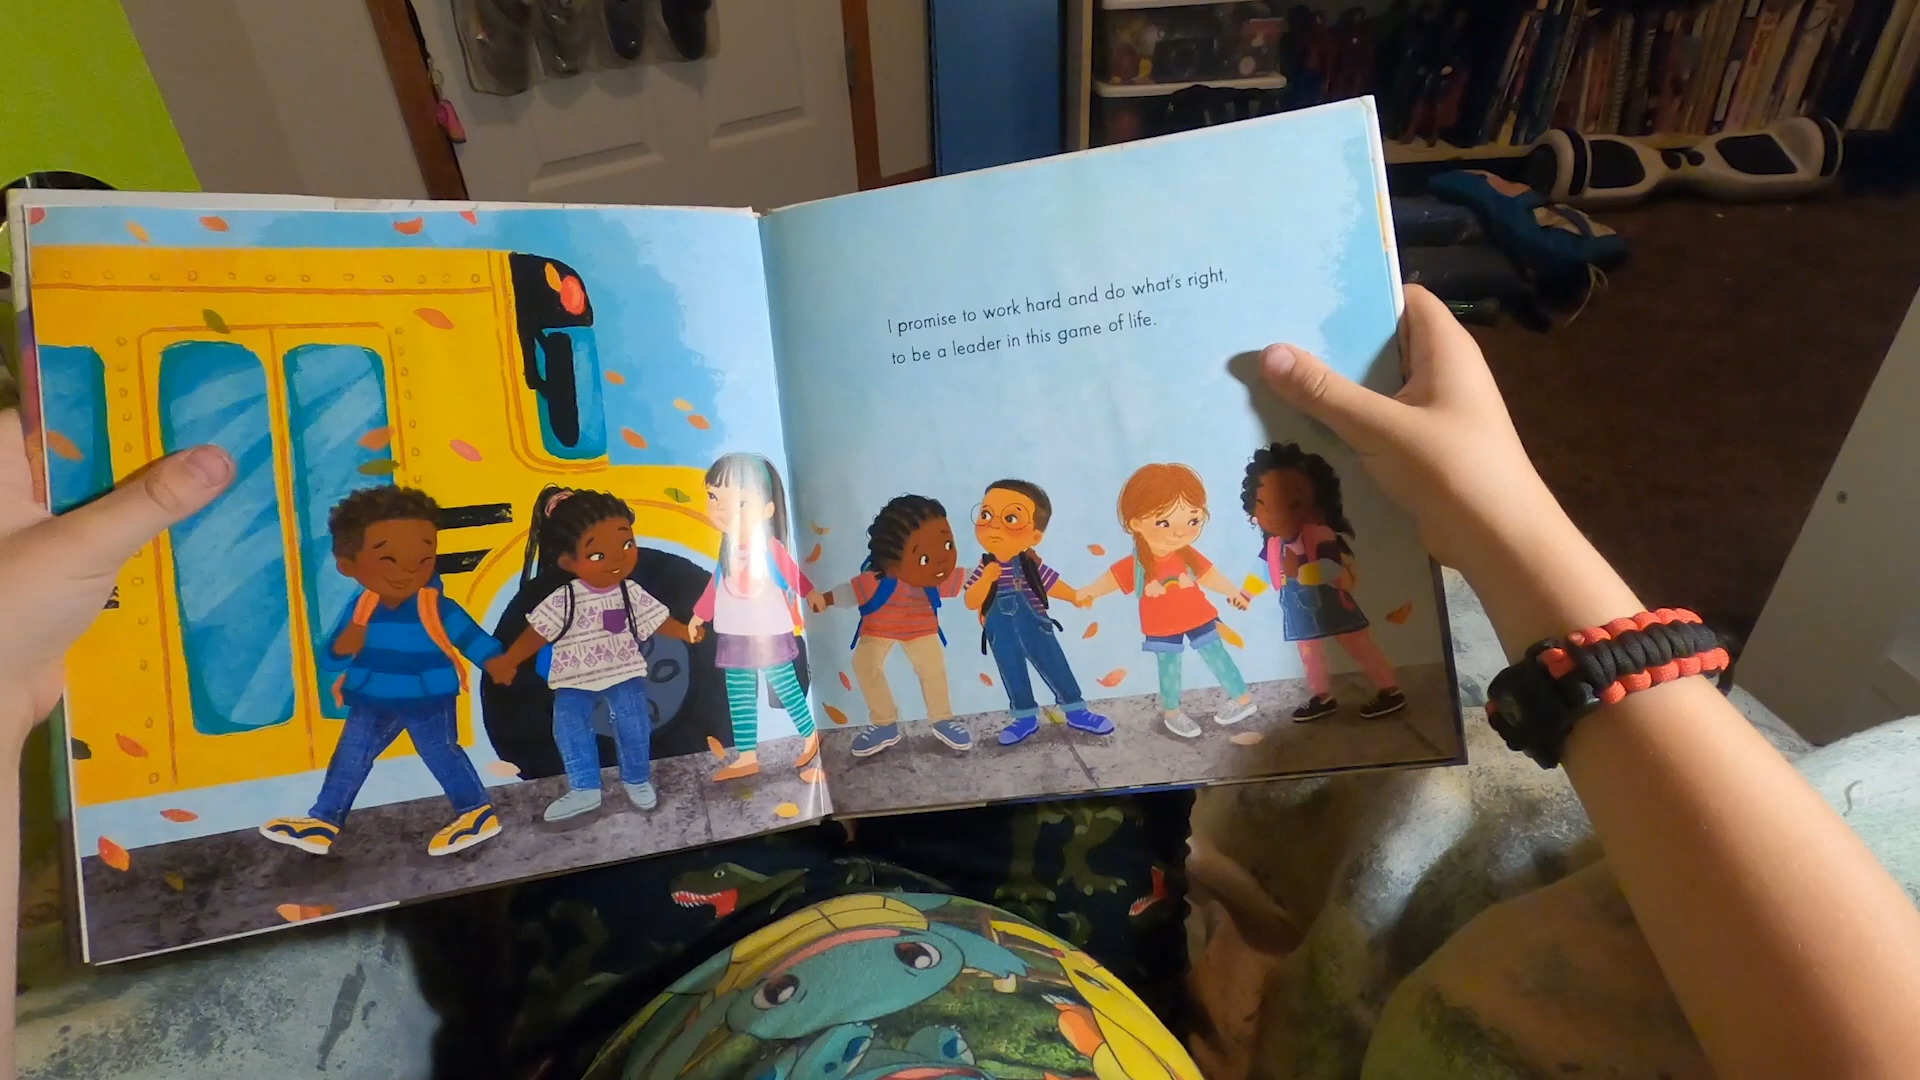 I promise to work hard and do what's right,
to be a leader in this game of life.